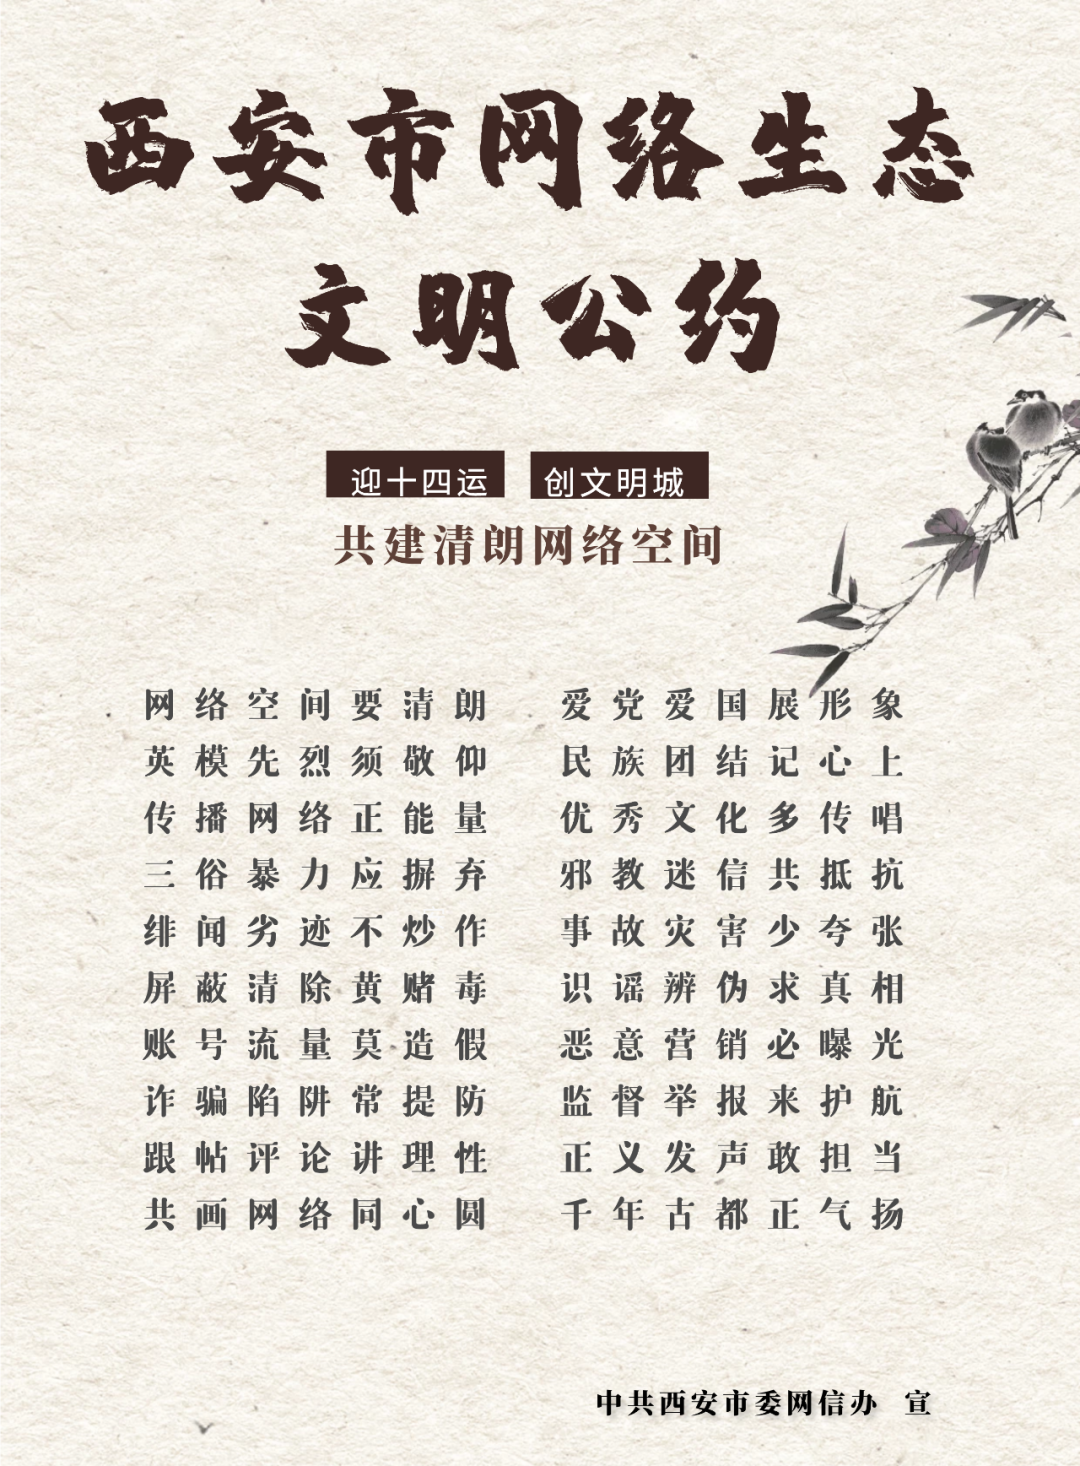 西安市网络生态
文明公约
迎十四运 创文明城
共建清朗网络空间
网络空间要清朗 爱党爱国展形象
英模先烈须敬仰 民族团结记心上
传播网络正能量 优秀文化多传唱
三俗暴力应摒弃 邪教迷信共抵抗
绯闻劣迹不炒作 事故灾害少夸张
屏蔽清除黄赌毒 识谣辨伪求真相
账号流量莫造假 恶意营销必曝光
诈骗陷阱常提防 监督举报来护航
跟帖评论讲理性 正义发声敢担当
共画网络同心圆 千年古都正气扬
中共西安市委网信办 宣